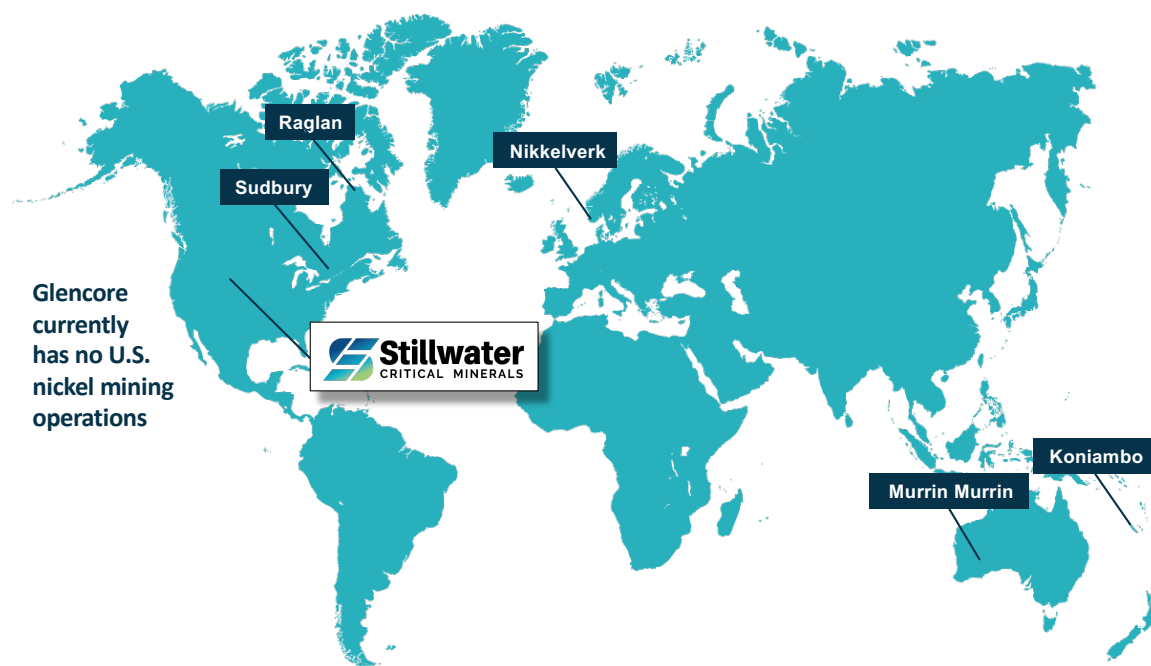 Raglan
Nikkelverk
Sudbury
Glencore
currently
has no U.S.
nickel mining
operations
Stillwater
CRITICAL MINERALS
Koniambo
Murrin Murrin